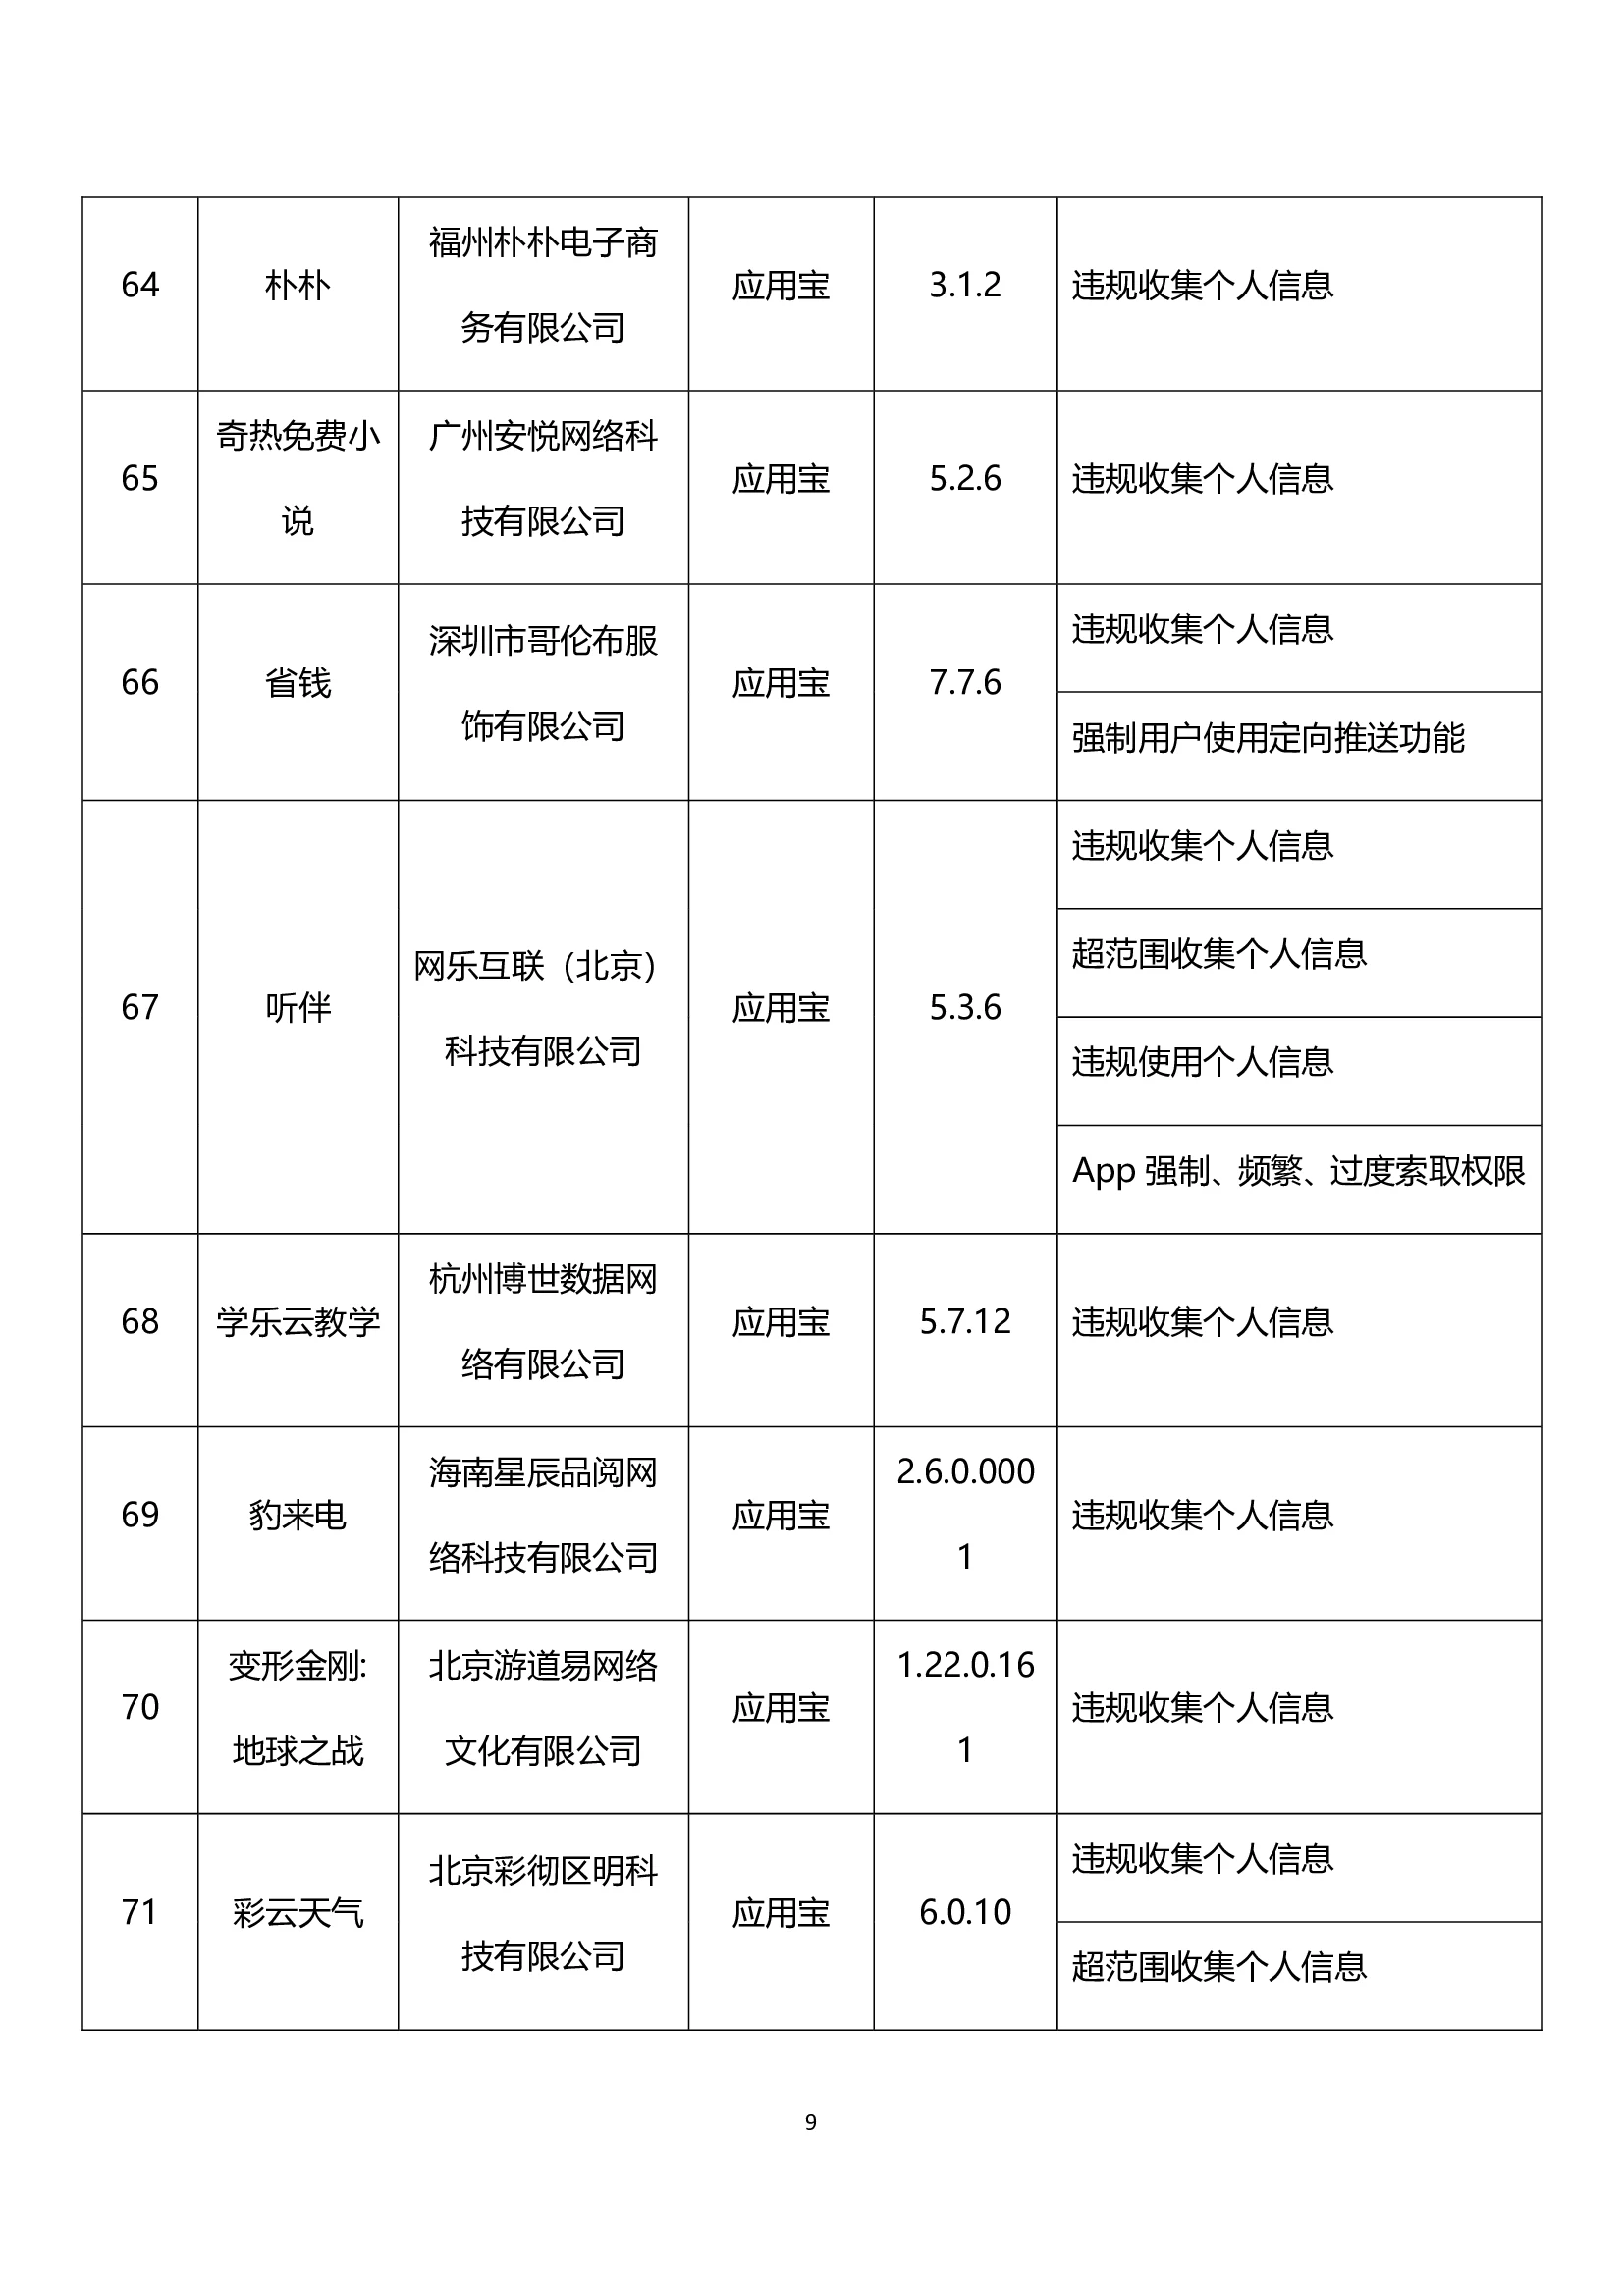 64
朴朴
福州朴朴电子商
务有限公司
应用宝
3.1.2
违规收集个人信息
65
奇热免费小
说
广州安悦网络科
技有限公司
应用宝
5.2.6
违规收集个人信息
66
省钱
深圳市哥伦布服
饰有限公司
应用宝
7.7.6
违规收集个人信息
强制用户使用定向推送功能
67
听伴
网乐互联（北京）
科技有限公司
应用宝
5.3.6
违规收集个人信息
超范围收集个人信息
违规使用个人信息
App 强制、频繁、过度索取权限
68
学乐云教学
杭州博世数据网
络有限公司
应用宝
5.7.12
违规收集个人信息
69
豹来电
海南星辰品阅网
络科技有限公司
应用宝
2.6.0.000
1
违规收集个人信息
70
变形金刚:
地球之战
北京游道易网络
文化有限公司
应用宝
1.22.0.16
1
违规收集个人信息
71
彩云天气
北京彩彻区明科
技有限公司
应用宝
6.0.10
违规收集个人信息
超范围收集个人信息
9